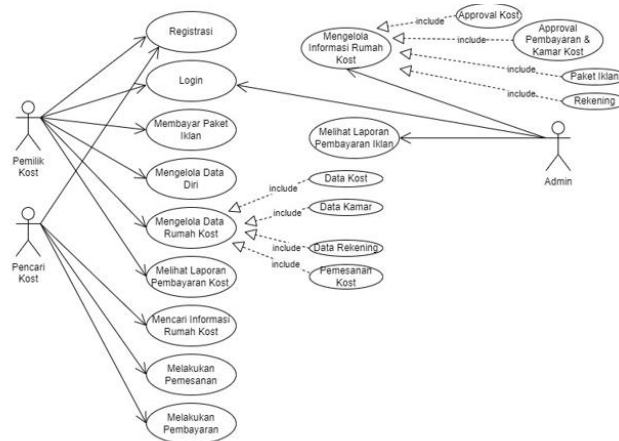 Registrasi
Login
Membayar Paket
Iklan
Mengelola Data
Diri
Mengelola Data
Rumah Kost
Melihat Laporan
Pembayaran Kost
Mencari Informasi
Rumah Kost
Melakukan
Pemesanan
Melakukan
Pembayaran
Pemilik
Kost
Pencari
Kost
Mengelola
Informasi Rumah
Kost
include
Approval Kost
include
Approval
Pembayaran &
Kamar Kost
include
Paket Iklan
include
Rekening
Melihat Laporan
Pembayaran Iklan
Admin
include
Data Kost
include
Data Kamar
include
Data Rekening
include
Pemesanan
Kost